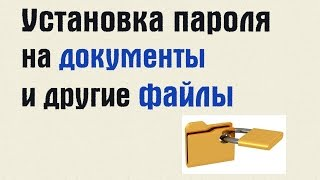 Установка пароля
на документы
и другие файлы